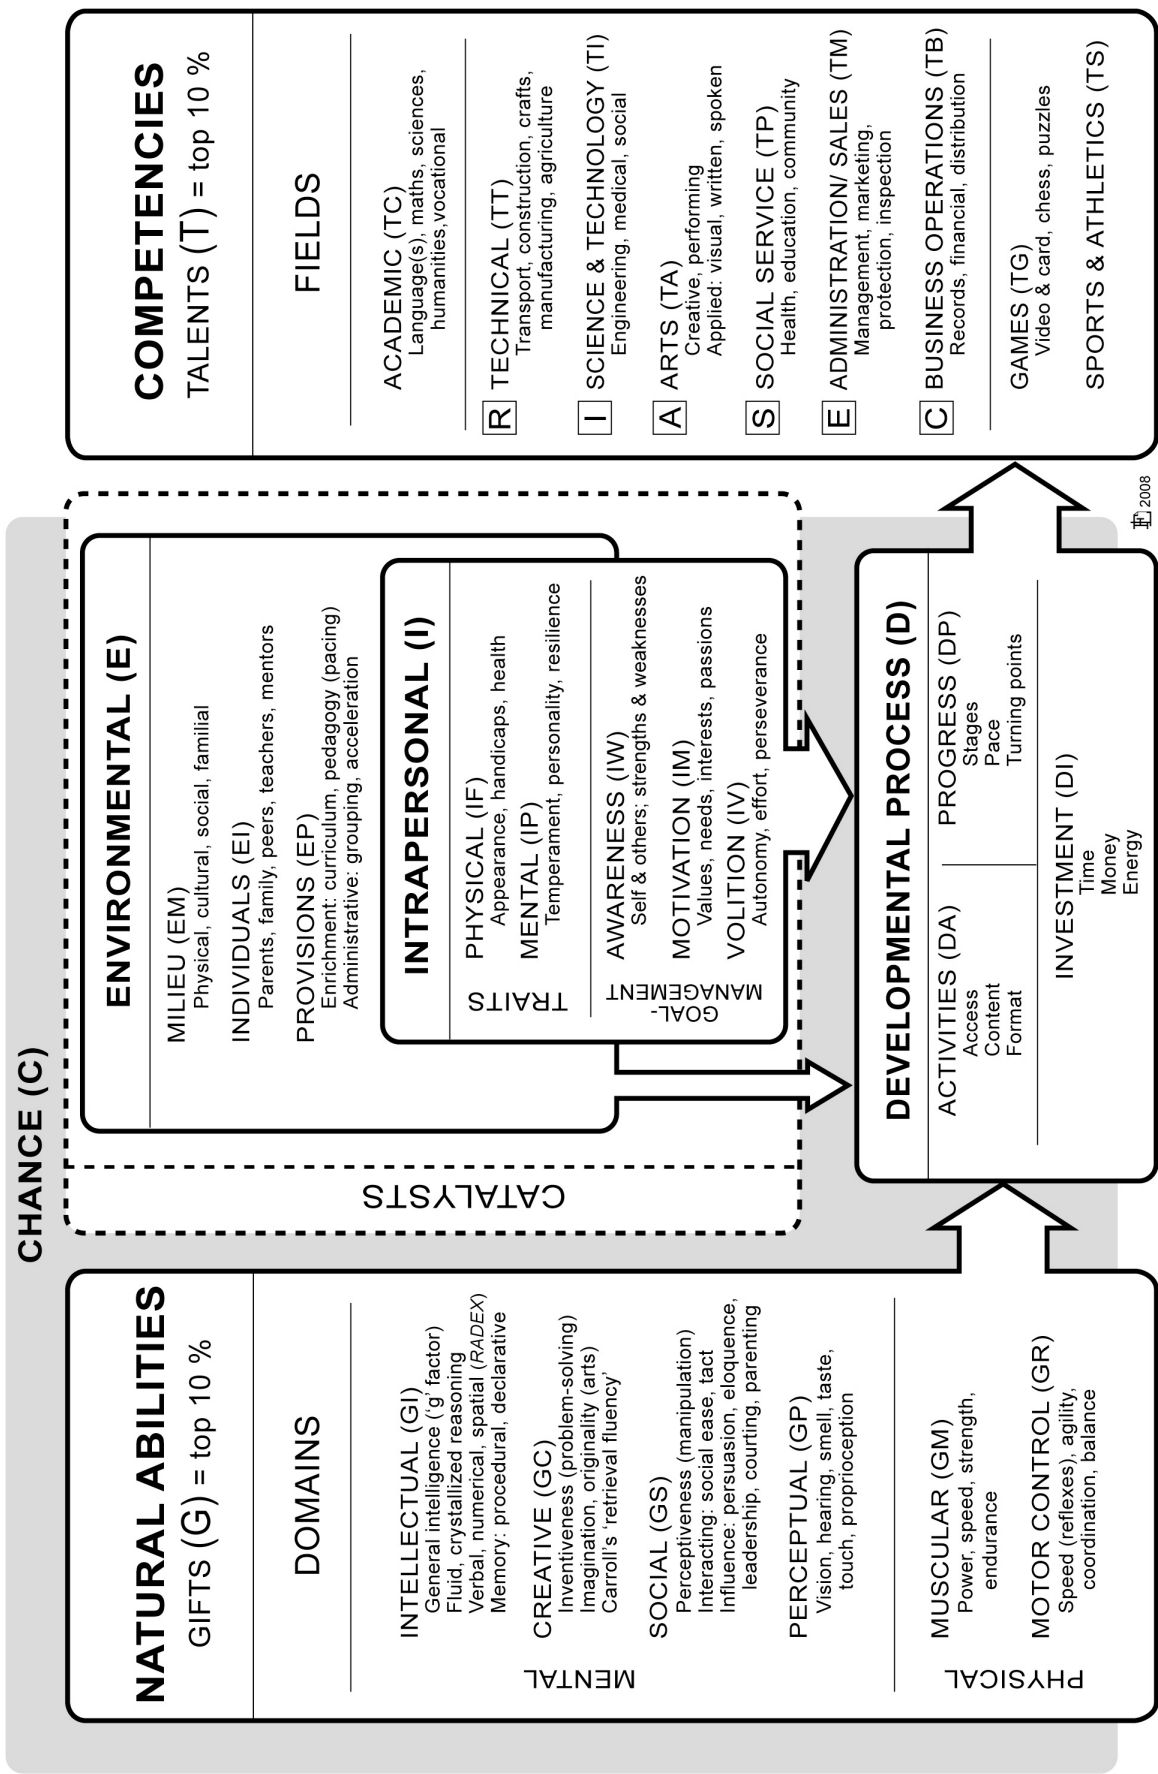 CHANCE (C)
NATURAL ABILITIES
GIFTS (G) = top 10 %
DOMAINS
MENTAL
INTELLECTUAL (GI)
General intelligence ('g' factor)
Fluid, crystallized reasoning
Verbal, numerical, spatial (RADEX)
Memory: procedural, declarative
CREATIVE (GC)
Inventiveness (problem-solving)
Imagination, originality (arts)
Carroll's 'retrieval fluency'
SOCIAL (GS)
Perceptiveness (manipulation)
Interacting: social ease, tact
Influence: persuasion, eloquence,
leadership, courting, parenting
PERCEPTUAL (GP)
Vision, hearing, smell, taste,
touch, proprioception
PHYSICAL
MUSCULAR (GM)
Power, speed, strength,
endurance
MOTOR CONTROL (GR)
Speed (reflexes), agility,
coordination, balance
CATALYSTS
ENVIRONMENTAL (E)
MILIEU (EM)
Physical, cultural, social, familial
INDIVIDUALS (EI)
Parents, family, peers, teachers, mentors
PROVISIONS (EP)
Enrichment: curriculum, pedagogy (pacing)
Administrative: grouping, acceleration
INTRAPERSONAL (I)
TRAITS
PHYSICAL (IF)
Appearance, handicaps, health
MENTAL (IP)
Temperament, personality, resilience
GOAL-
MANAGEMENT
AWARENESS (IW)
Self & others; strengths & weaknesses
MOTIVATION (IM)
Values, needs, interests, passions
VOLITION (IV)
Autonomy, effort, perseverance
DEVELOPMENTAL PROCESS (D)
ACTIVITIES (DA)
Access
Content
Format
PROGRESS (DP)
Stages
Pace
Turning points
INVESTMENT (DI)
Time
Money
Energy
COMPETENCIES
TALENTS (T) = top 10 %
FIELDS
ACADEMIC (TC)
Language(s), maths, sciences,
humanities,vocational
R TECHNICAL (TT)
Transport, construction, crafts,
manufacturing, agriculture
I SCIENCE & TECHNOLOGY (TI)
Engineering, medical, social
A ARTS (TA)
Creative, performing
Applied: visual, written, spoken
S SOCIAL SERVICE (TP)
Health, education, community
E ADMINISTRATION/ SALES (TM)
Management, marketing,
protection, inspection
C BUSINESS OPERATIONS (TB)
Records, financial, distribution
GAMES (TG)
Video & card, chess, puzzles
SPORTS & ATHLETICS (TS)
2008